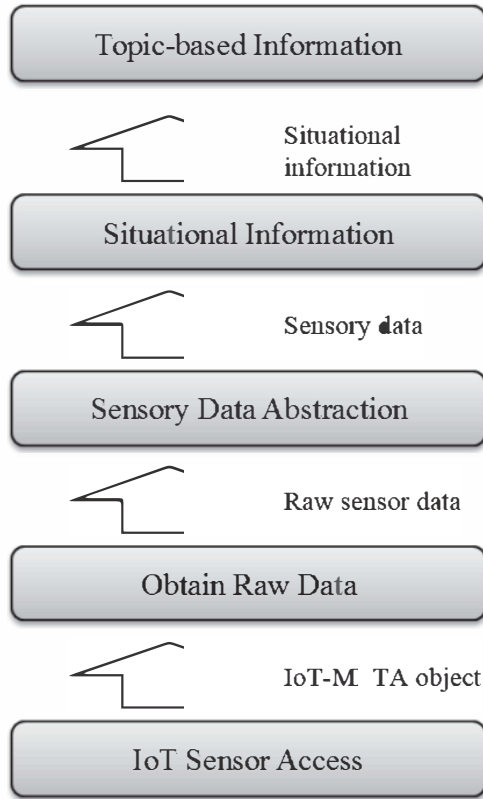 Topic-based Information
Situational
information
Situational Information
Sensory data
Sensory Data Abstraction
Raw sensor data
Obtain Raw Data
IoT-M TA object
IoT Sensor Access